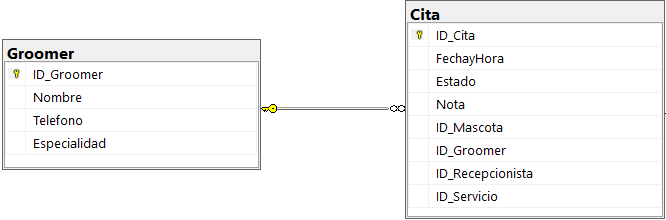 Groomer
ID_Groomer
Nombre
Telefono
Especialidad
Cita
ID_Cita
FechayHora
Estado
Nota
ID_Mascota
ID_Groomer
ID_Recepcionista
ID_Servicio